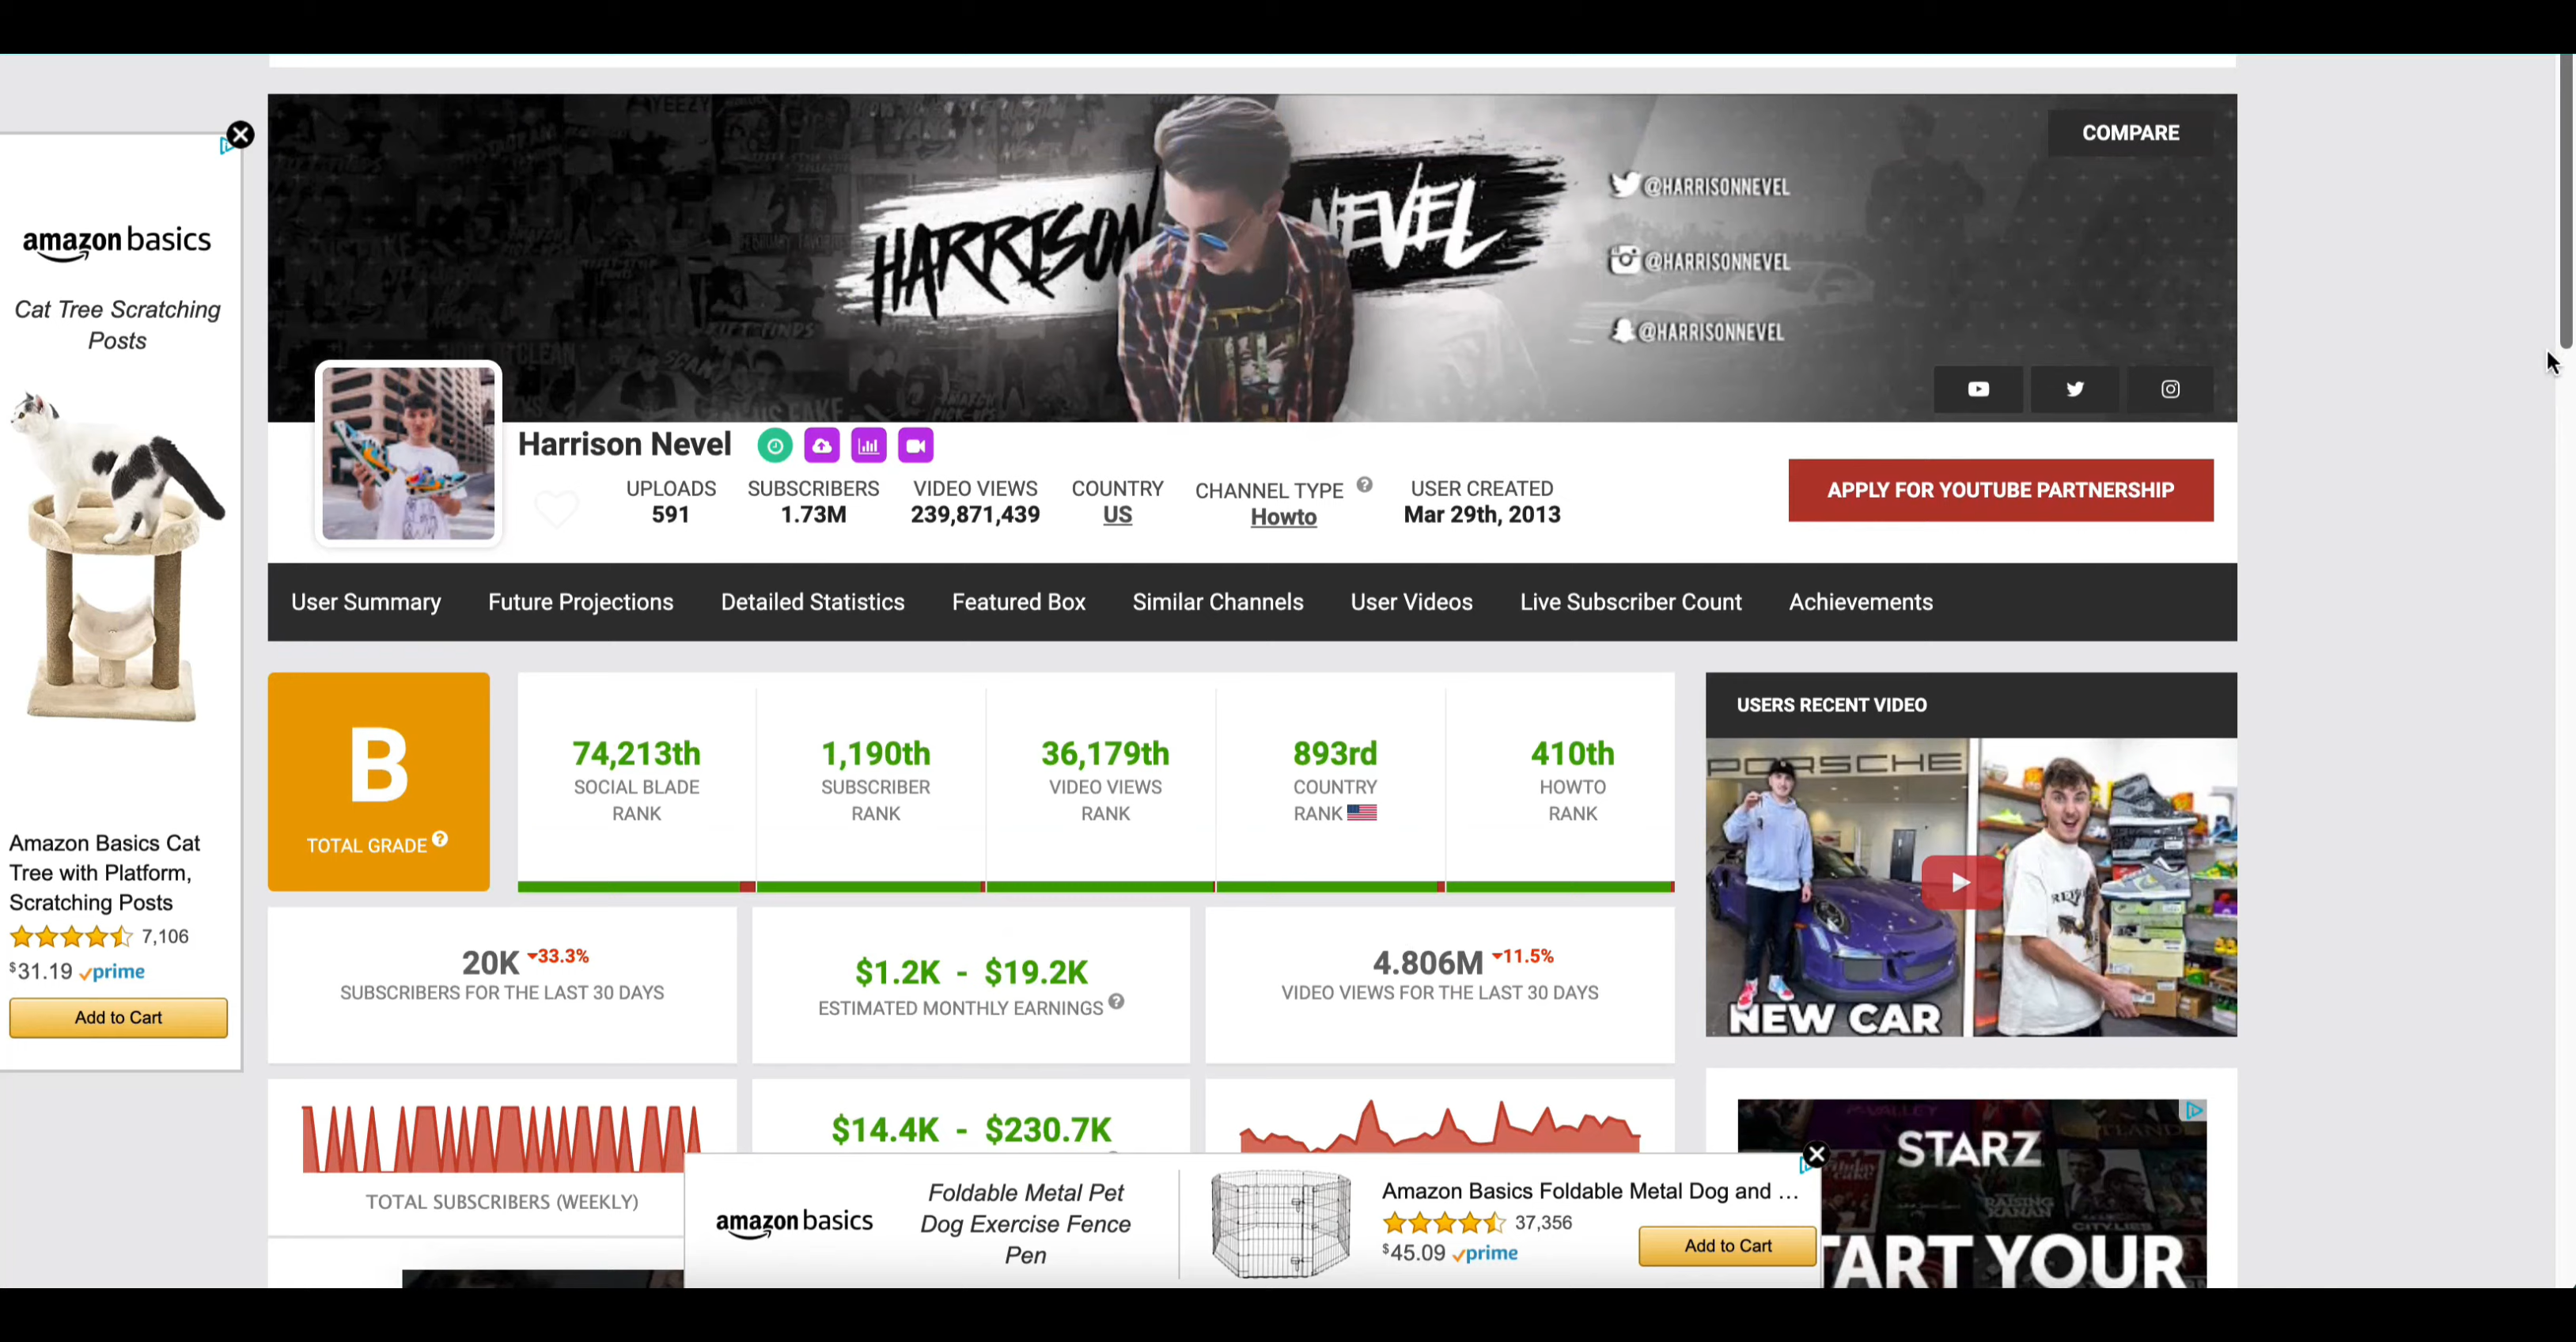 COMPARE
HARRISON NEVEL
@HARRISONNEVEL
@HARRISONNEVEL
@HARRISONNEVEL
amazon basics
Cat Tree Scratching
Posts
Amazon Basics Cat
Tree with Platform,
Scratching Posts
7,106
$31.19 prime
Add to Cart
Harrison Nevel
UPLOADS
591
SUBSCRIBERS
1.73M
VIDEO VIEWS
239,871,439
COUNTRY
US
CHANNEL TYPE
Howto
USER CREATED
Mar 29th, 2013
APPLY FOR YOUTUBE PARTNERSHIP
User Summary
Future Projections
Detailed Statistics
Featured Box
Similar Channels
User Videos
Live Subscriber Count
Achievements
B
TOTAL GRADE
74,213th
SOCIAL BLADE
RANK
1,190th
SUBSCRIBER
RANK
36,179th
VIDEO VIEWS
RANK
893rd
COUNTRY
RANK
410th
HOWTO
RANK
USERS RECENT VIDEO
PORSCHE
NEW CAR
20K 33.3%
SUBSCRIBERS FOR THE LAST 30 DAYS
$1.2K - $19.2K
ESTIMATED MONTHLY EARNINGS
4.806M 11.5%
VIDEO VIEWS FOR THE LAST 30 DAYS
TOTAL SUBSCRIBERS (WEEKLY)
$14.4K - $230.7K
amazon basics
Foldable Metal Pet
Dog Exercise Fence
Pen
Amazon Basics Foldable Metal Dog and ...
37,356
$45.09 prime
Add to Cart
P-VALLEY
STARZ
RAISING
KANAN
TART YOUR